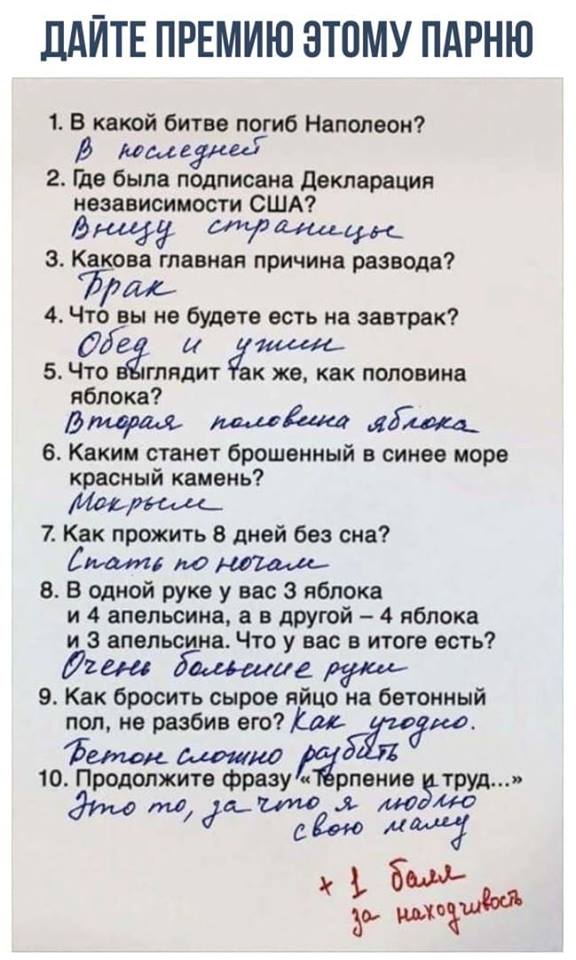 ДАЙТЕ ПРЕМИЮ ЭТОМУ ПАРНЮ
1. В какой битве погиб Наполеон?
В последней
2. Где была подписана Декларация
независимости США?
Внизу страницы
3. Какова главная причина развода?
Брак
4. Что вы не будете есть на завтрак?
Обед и ужин
5. Что выглядит так же, как половина
яблока?
Вторая половина яблока
6. Каким станет брошенный в синее море
красный камень?
Мокрым
7. Как прожить 8 дней без сна?
Спать по ночам
8. В одной руке у вас 3 яблока
и 4 апельсина, а в другой – 4 яблока
и 3 апельсина. Что у вас в итоге есть?
Очень большие руки
9. Как бросить сырое яйцо на бетонный
пол, не разбив его? Как угодно.
Бетон сложно разбить
10. Продолжите фразу «Терпение и труд...»
Это то, за что я люблю
свою маму
+ 1 балл
за находчивость